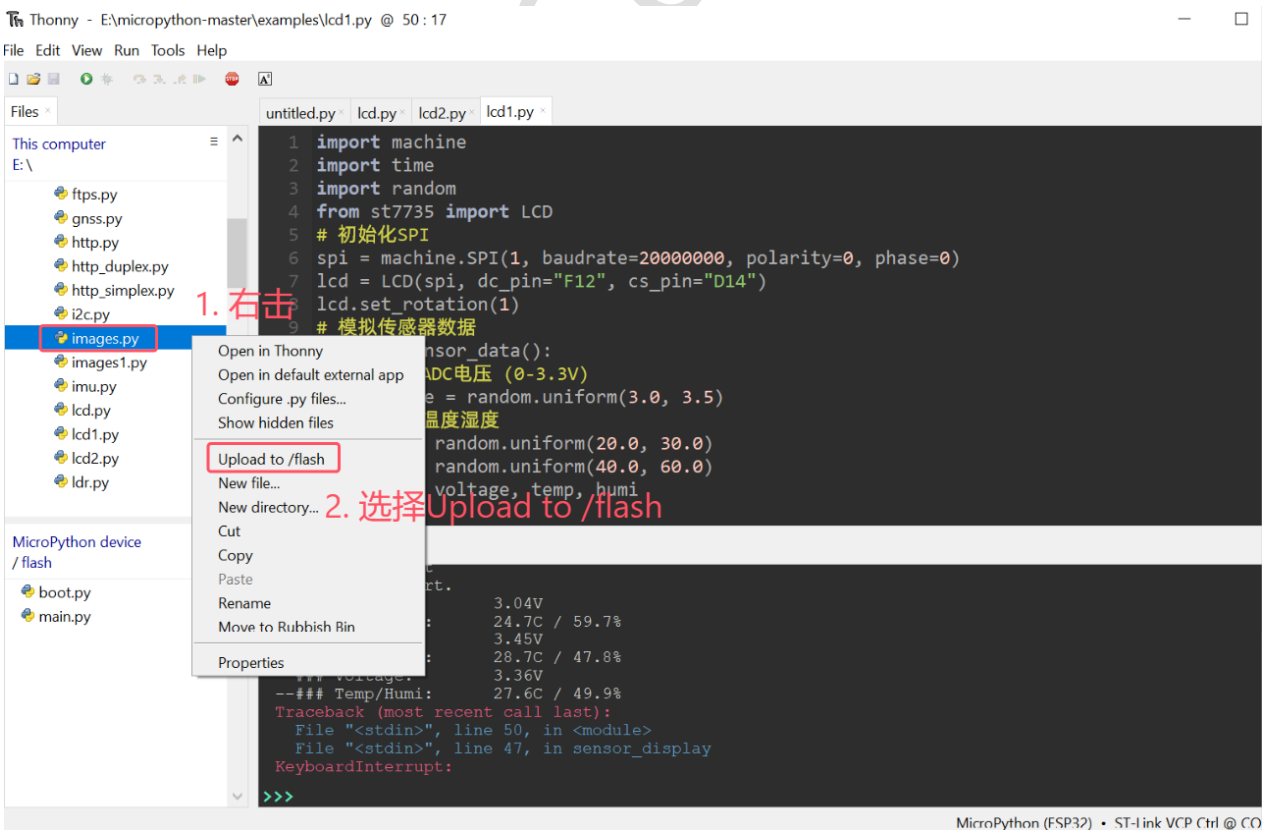 Thonny - E:\micropython-master\examples\lcd1.py @ 50 : 17
File Edit View Run Tools Help
Files
untitled.py lcd.py lcd2.py lcd1.py
This computer
E:\
ftps.py
gnss.py
http.py
http_duplex.py
http_simplex.py
i2c.py
images.py
images1.py
imu.py
lcd.py
lcd1.py
lcd2.py
ldr.py
MicroPython device
/ flash
boot.py
main.py
1. 右击
Open in Thonny
Open in default external app
Configure .py files...
Show hidden files
Upload to /flash
New file...
New directory...
Cut
Copy
Paste
Rename
Move to Rubbish Bin
Properties
2. 选择Upload to /flash
1 import machine
2 import time
3 import random
4 from st7735 import LCD
5 # 初始化SPI
6 spi = machine.SPI(1, baudrate=20000000, polarity=0, phase=0)
7 lcd = LCD(spi, dc_pin="F12", cs_pin="D14")
8 lcd.set_rotation(1)
9 # 模拟传感器数据
nsor_data():
ADC电压 (0-3.3V)
e = random.uniform(3.0, 3.5)
温度湿度
random.uniform(20.0, 30.0)
random.uniform(40.0, 60.0)
voltage, temp, humi
rt.
3.04V
: 24.7C / 59.7%
3.45V
: 28.7C / 47.8%
### Voltage: 3.36V
--### Temp/Humi: 27.6C / 49.9%
Traceback (most recent call last):
File "<stdin>", line 50, in <module>
File "<stdin>", line 47, in sensor_display
KeyboardInterrupt:
>>>
MicroPython (ESP32) • ST-Link VCP Ctrl @ CO